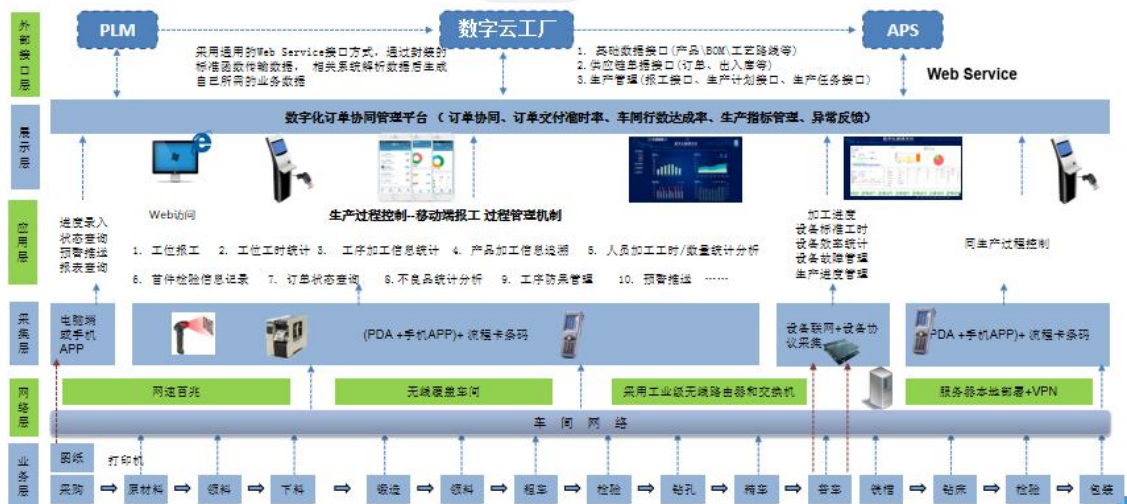 外部接口层
PLM
数字云工厂
APS
采用通用的Web Service接口方式，通过封装的
标准函数传输数据， 相关系统解析数据后生成
自己所需的业务数据
1. 基础数据接口(产品\BOM\工艺路线等)
2.供应链单据接口(订单、出入库等)
3.生产管理(报工接口、生产计划接口、生产任务接口)
Web Service
展示层
数字化订单协同管理平台 （ 订单协同、订单交付准时率、车间行数达成率、生产指标管理、异常反馈）
Web访问
应用层
进度录入
状态查询
预警推送
报表查询
生产过程控制--移动端报工 过程管理机制
1. 工位报工 2. 工位工时统计 3. 工序加工信息统计 4. 产品加工信息追溯 5. 人员加工工时/数量统计分析
6. 首件检验信息记录 7. 订单状态查询 8.不良品统计分析 9. 工序防呆管理 10. 预警推送 ……
加工进度
设备标准工时
设备效率统计
设备故障管理
生产进度管理
同生产过程控制
采集层
电脑端
或手机
APP
(PDA +手机APP)+ 流程卡条码
设备联网+设备协
议采集
PDA +手机APP)+ 流程卡条码
网络层
网速百兆
无线覆盖车间
采用工业级无线路由器和交换机
服务器本地部署+VPN
车间网络
业务层
图纸
打印机
采购
原材料
领料
下料
锻造
领料
粗车
检验
钻孔
精车
普车
铣槽
钻床
检验
包装